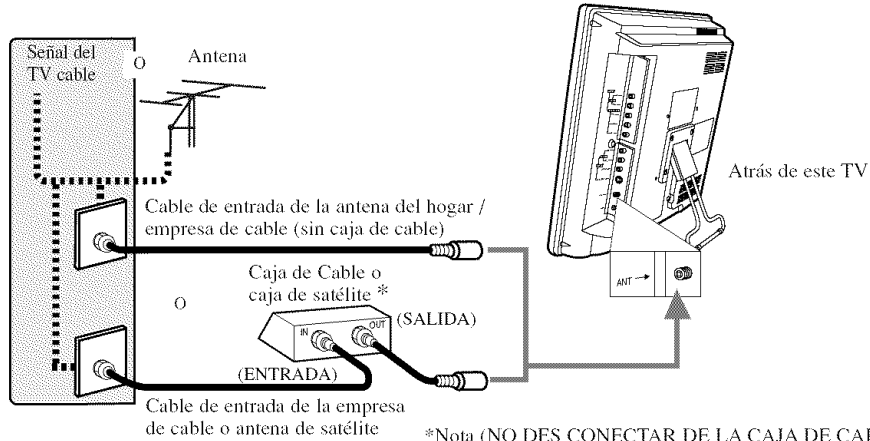 Señal del
TV cable
O
Antena
Atrás de este TV
Cable de entrada de la antena del hogar /
empresa de cable (sin caja de cable)
ANT →
Caja de Cable o
caja de satélite *
O
IN
OUT
(SALIDA)
(ENTRADA)
Cable de entrada de la empresa
de cable o antena de satélite
*Nota (NO DES CONECTAR DE LA CAJA DE